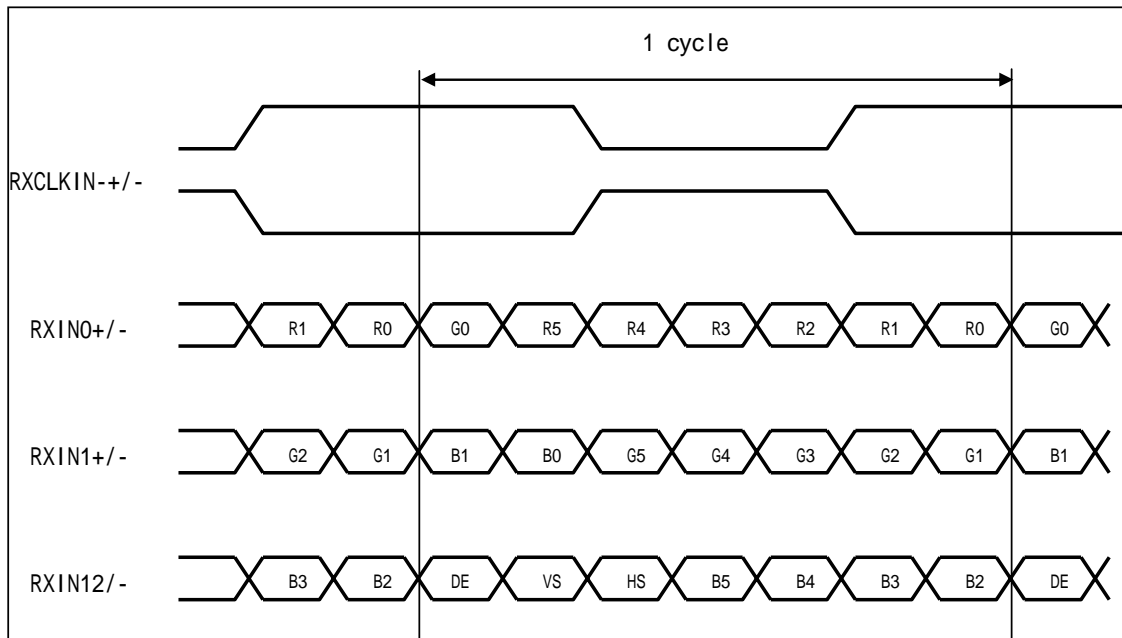 1 cycle
RXCLKIN-+/-
RXIN0+/- R1 R0 G0 R5 R4 R3 R2 R1 R0 G0
RXIN1+/- G2 G1 B1 B0 G5 G4 G3 G2 G1 B1
RXIN12/- B3 B2 DE VS HS B5 B4 B3 B2 DE